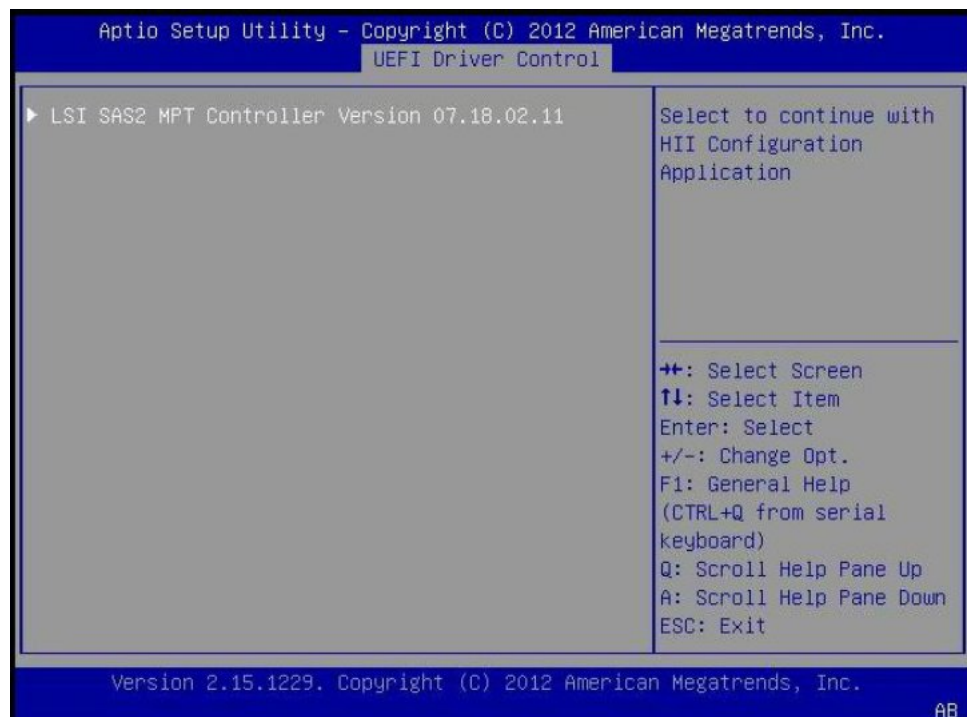 Aptio Setup Utility – Copyright (C) 2012 American Megatrends, Inc.
UEFI Driver Control
▶ LSI SAS2 MPT Controller Version 07.18.02.11
Select to continue with
HII Configuration
Application
→←: Select Screen
↑↓: Select Item
Enter: Select
+/-: Change Opt.
F1: General Help
(CTRL+Q from serial
keyboard)
Q: Scroll Help Pane Up
A: Scroll Help Pane Down
ESC: Exit
Version 2.15.1229. Copyright (C) 2012 American Megatrends, Inc.
AB